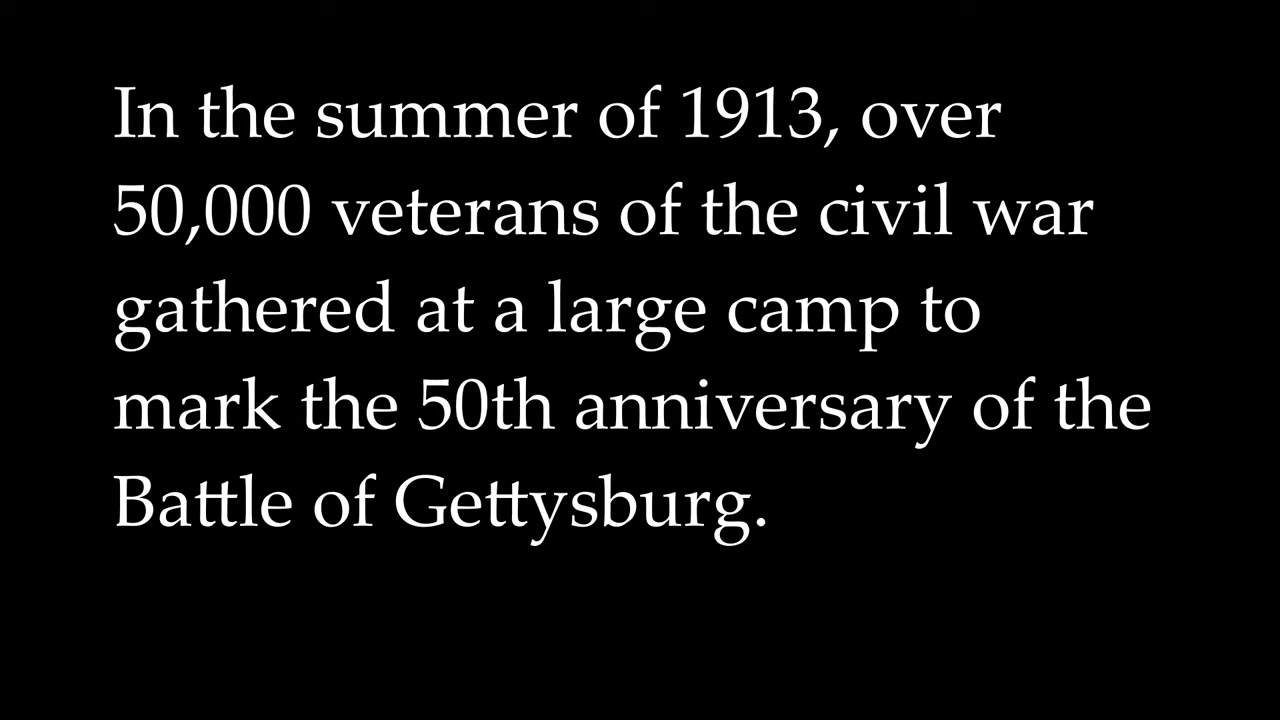 In the summer of 1913, over
50,000 veterans of the civil war
gathered at a large camp to
mark the 50th anniversary of the
Battle of Gettysburg.